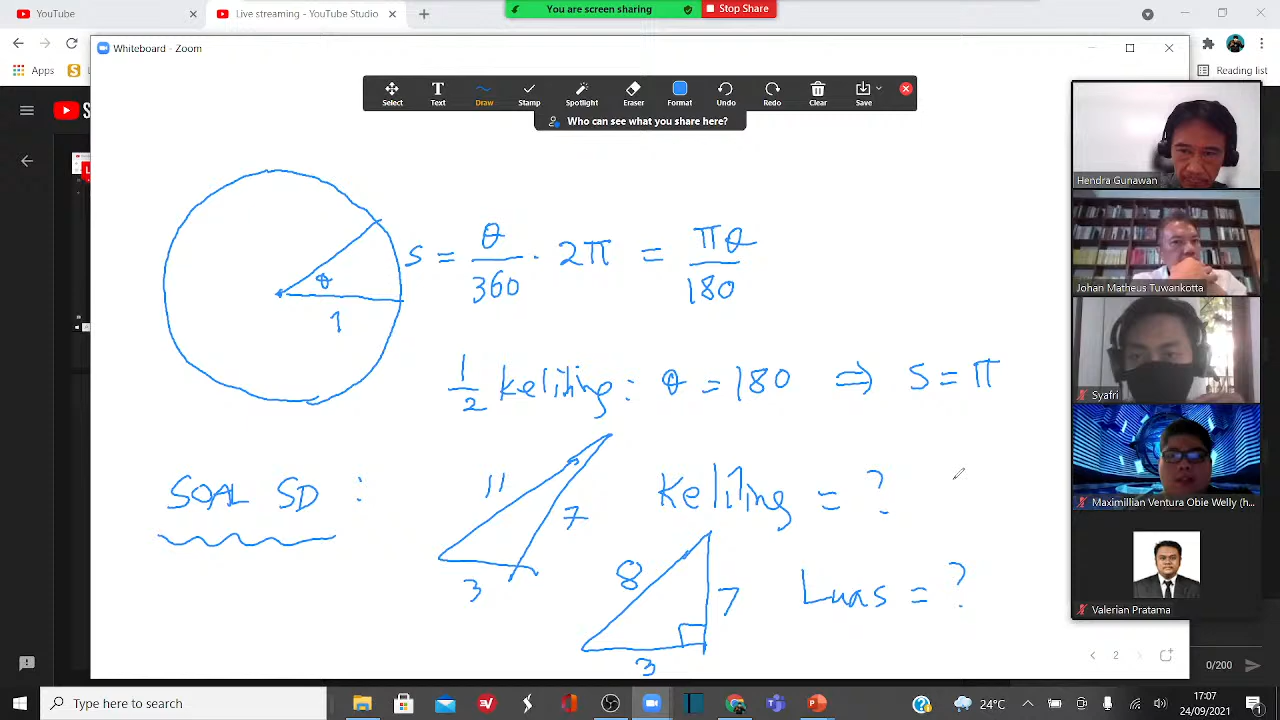 YouTube
Live streaming - YouTube Studio
You are screen sharing
Stop Share
Apps
Reading list
Whiteboard - Zoom
Select
Text
Draw
Stamp
Spotlight
Eraser
Format
Undo
Redo
Clear
Save
Who can see what you share here?
Hendra Gunawan
Johan Matheus Tuwankotta
Syafri
Maximillian Ventura Obie Welly (h...
Valerian Pratama
S = θ/360 · 2π = πθ/180
θ
1
1/2 keliling : θ = 180 ⇒ S = π
SOAL SD :
11
7
3
Keliling = ?
8
7
3
Luas = ?
2
0/200
Type here to search
24°C
17:07
24/09/2021